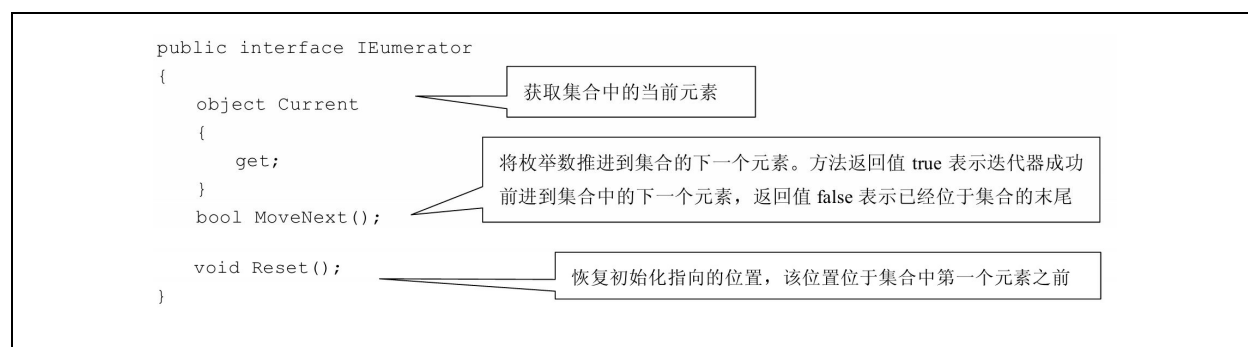 public interface IEumerator
{
获取集合中的当前元素
object Current
{
get;
将枚举数推进到集合的下一个元素。方法返回值 true 表示迭代器成功
前进到集合中的下一个元素，返回值 false 表示已经位于集合的末尾
}
bool MoveNext();
void Reset();
恢复初始化指向的位置，该位置位于集合中第一个元素之前
}